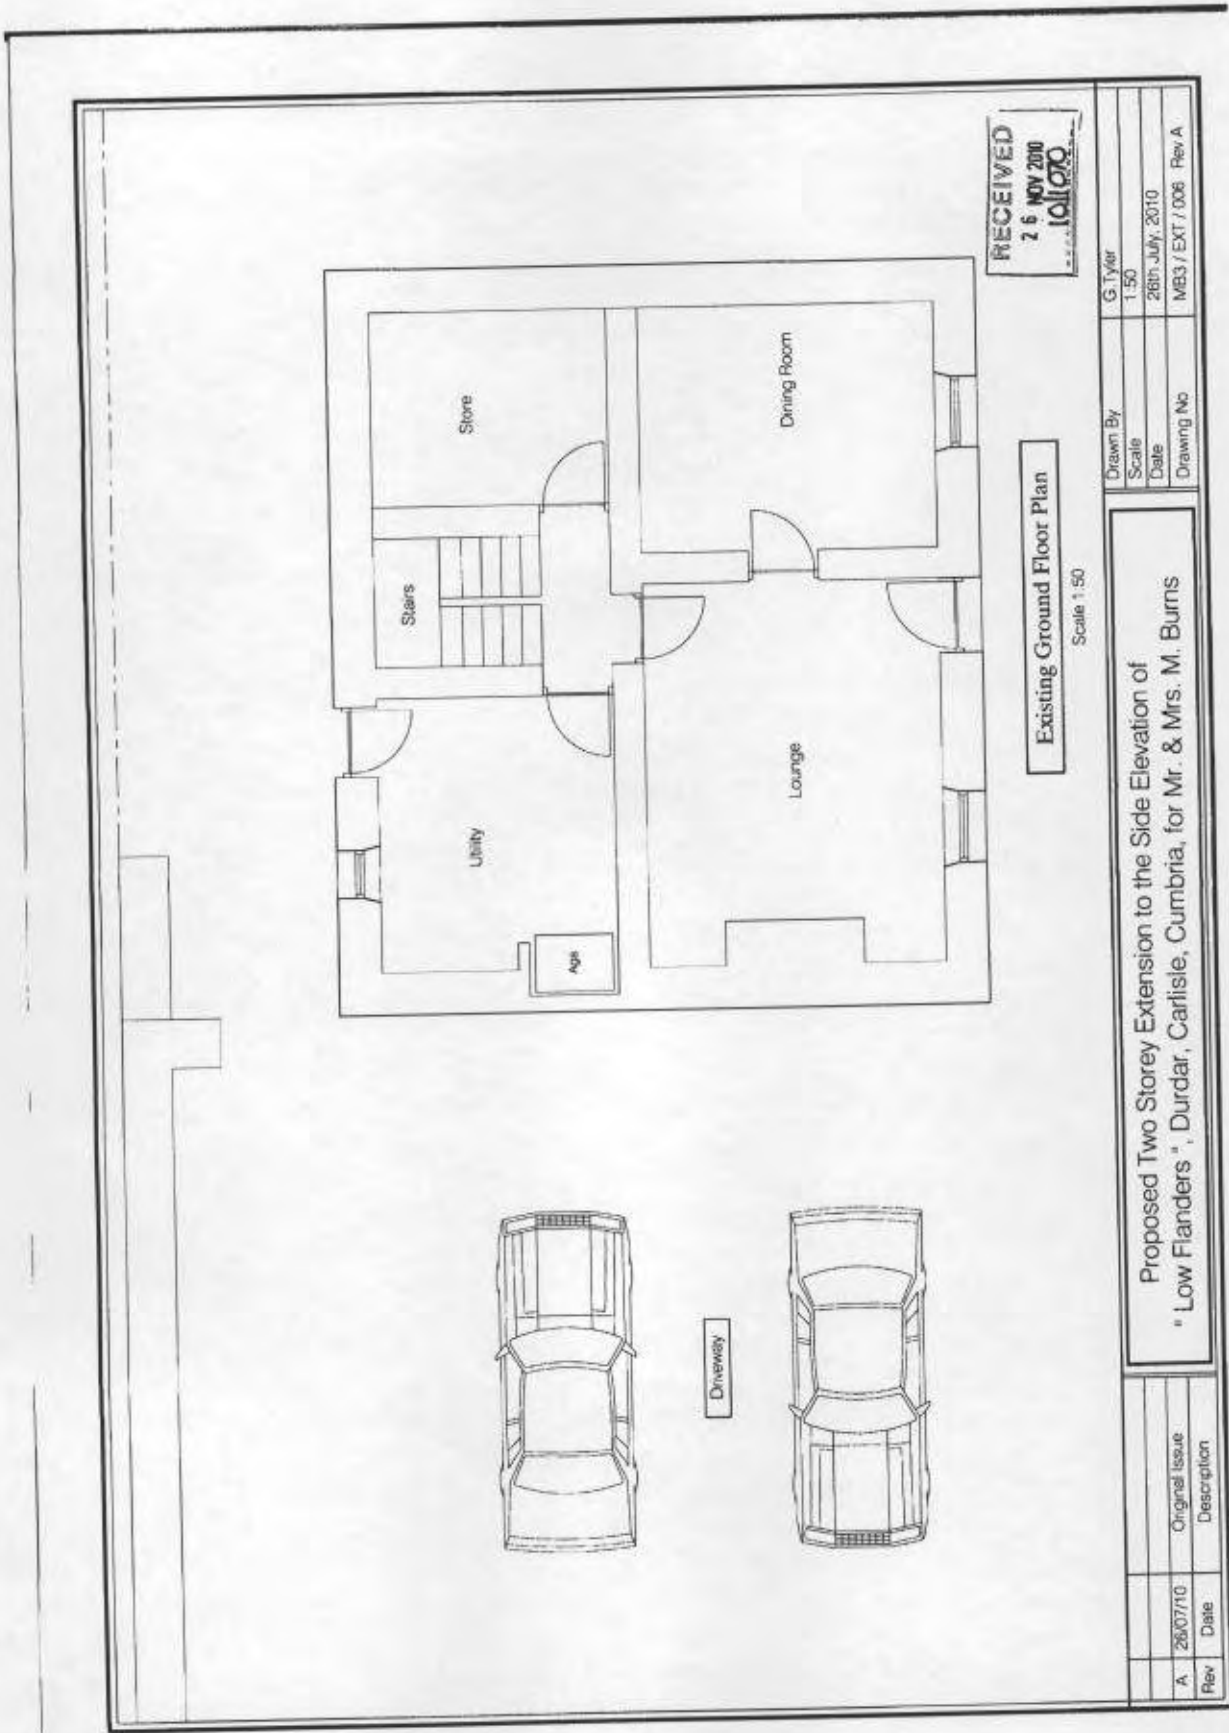 Stairs
Store
Utility
Aga
Lounge
Dining Room
Driveway
Existing Ground Floor Plan
Scale 1:50
RECEIVED
26 NOV 2010
10/1070
A 26/07/10 Original Issue
Rev Date Description
Proposed Two Storey Extension to the Side Elevation of
" Low Flanders ", Durdar, Carlisle, Cumbria, for Mr. & Mrs. M. Burns
Drawn By G.Tyler
Scale 1:50
Date 26th July, 2010
Drawing No MB3 / EXT / 006 Rev A